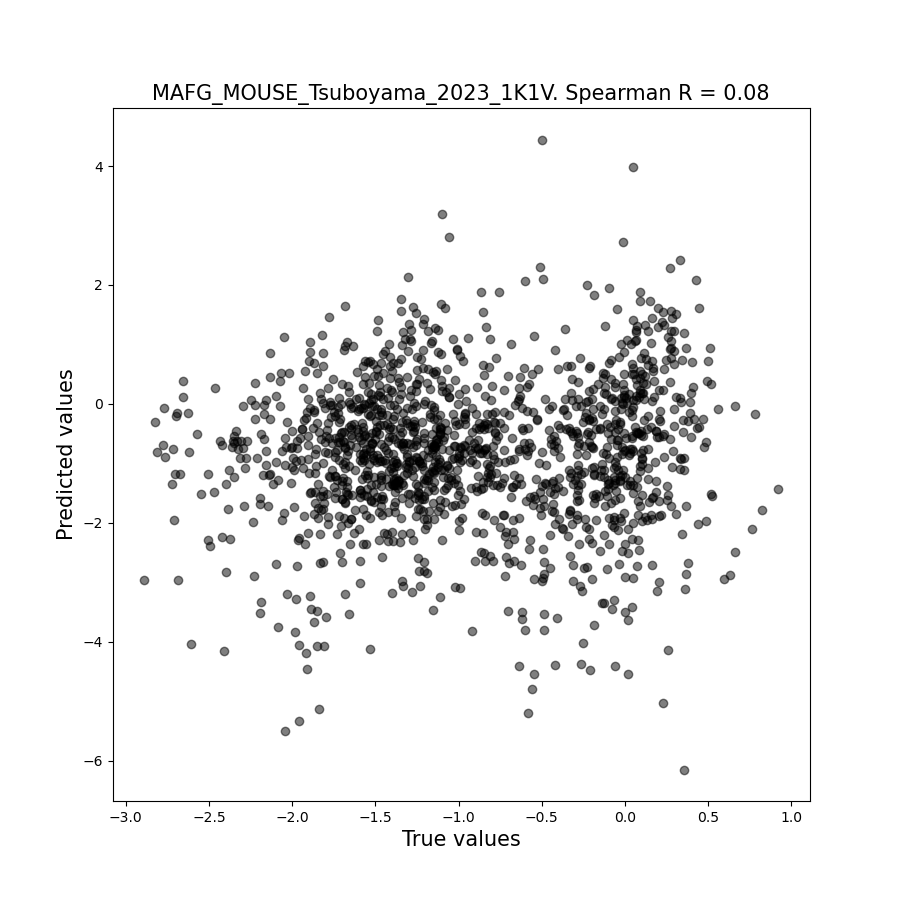 MAFG_MOUSE_Tsuboyama_2023_1K1V. Spearman R = 0.08
4
2
0
−2
−4
−6
Predicted values
−3.0 −2.5 −2.0 −1.5 −1.0 −0.5 0.0 0.5 1.0
True values